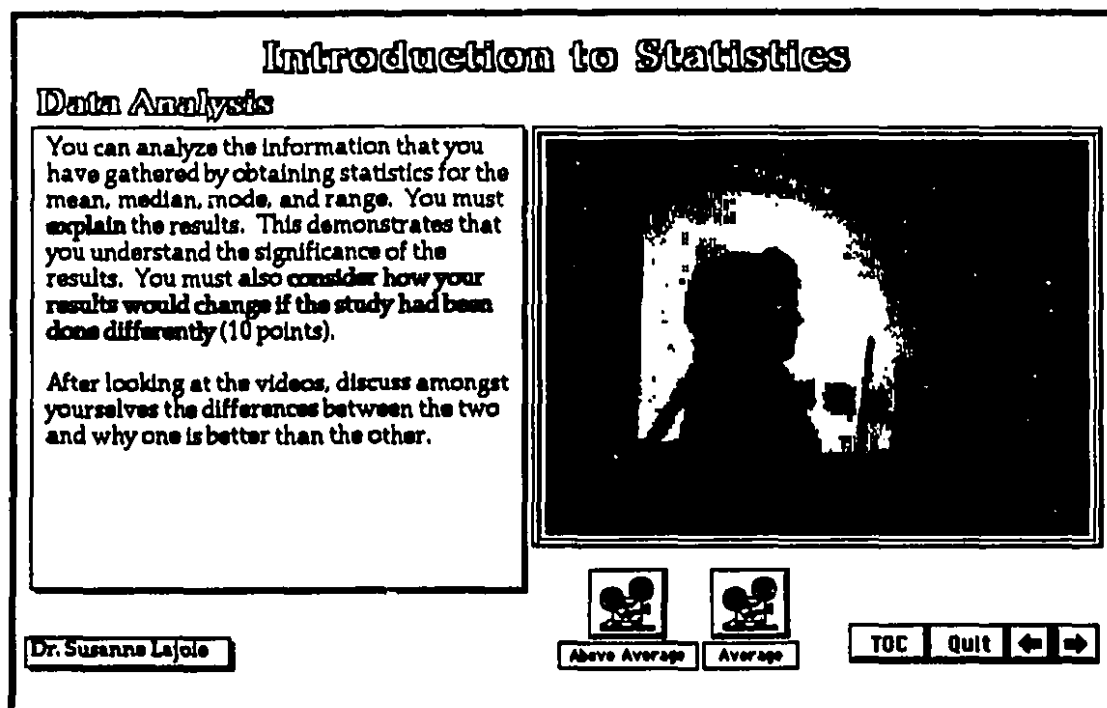 Introduction to Statistics
Data Analysis
You can analyze the information that you
have gathered by obtaining statistics for the
mean, median, mode, and range. You must
explain the results. This demonstrates that
you understand the significance of the
results. You must also consider how your
results would change if the study had been
done differently (10 points).
After looking at the videos, discuss amongst
yourselves the differences between the two
and why one is better than the other.
Dr. Susanne Lajoie
Above Average
Average
TOC
Quit